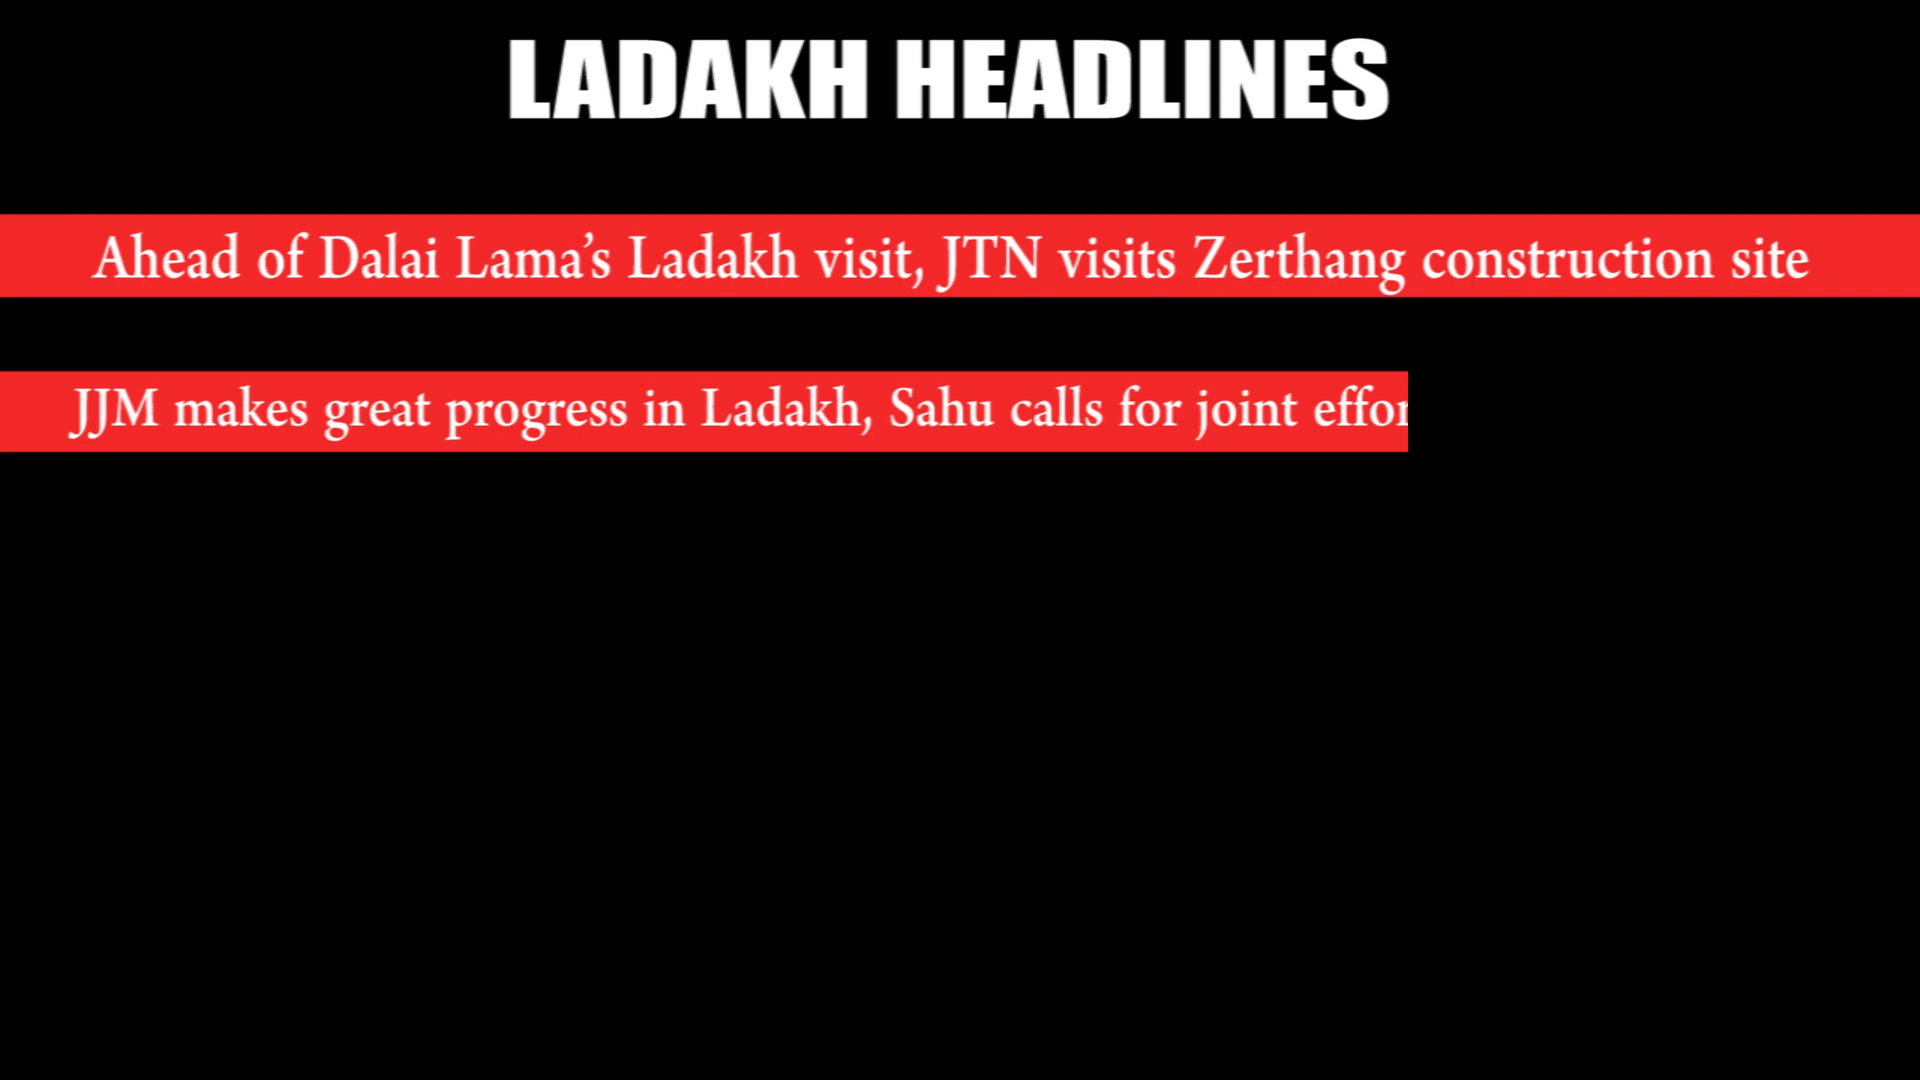 LADAKH HEADLINES
Ahead of Dalai Lama’s Ladakh visit, JTN visits Zerthang construction site
JJM makes great progress in Ladakh, Sahu calls for joint